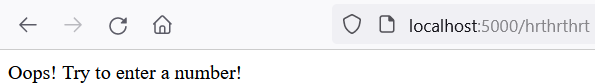 localhost:5000/hrthrthrt
Oops! Try to enter a number!